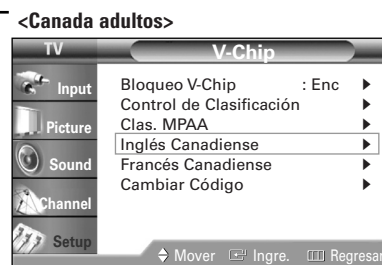 <Canada adultos>
TV
V-Chip
Input
Picture
Sound
Channel
Setup
Bloqueo V-Chip : Enc
Control de Clasificación
Clas. MPAA
Inglés Canadiense
Francés Canadiense
Cambiar Código
Mover Ingre. Regresar